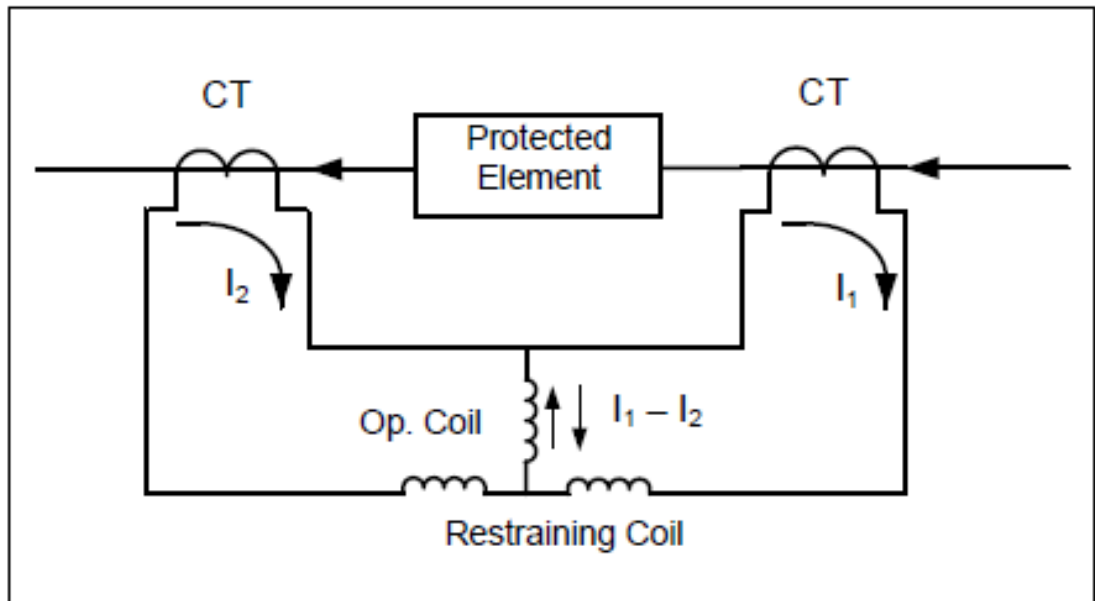 CT
CT
Protected
Element
I₂
I₁
Op. Coil
I₁ – I₂
Restraining Coil